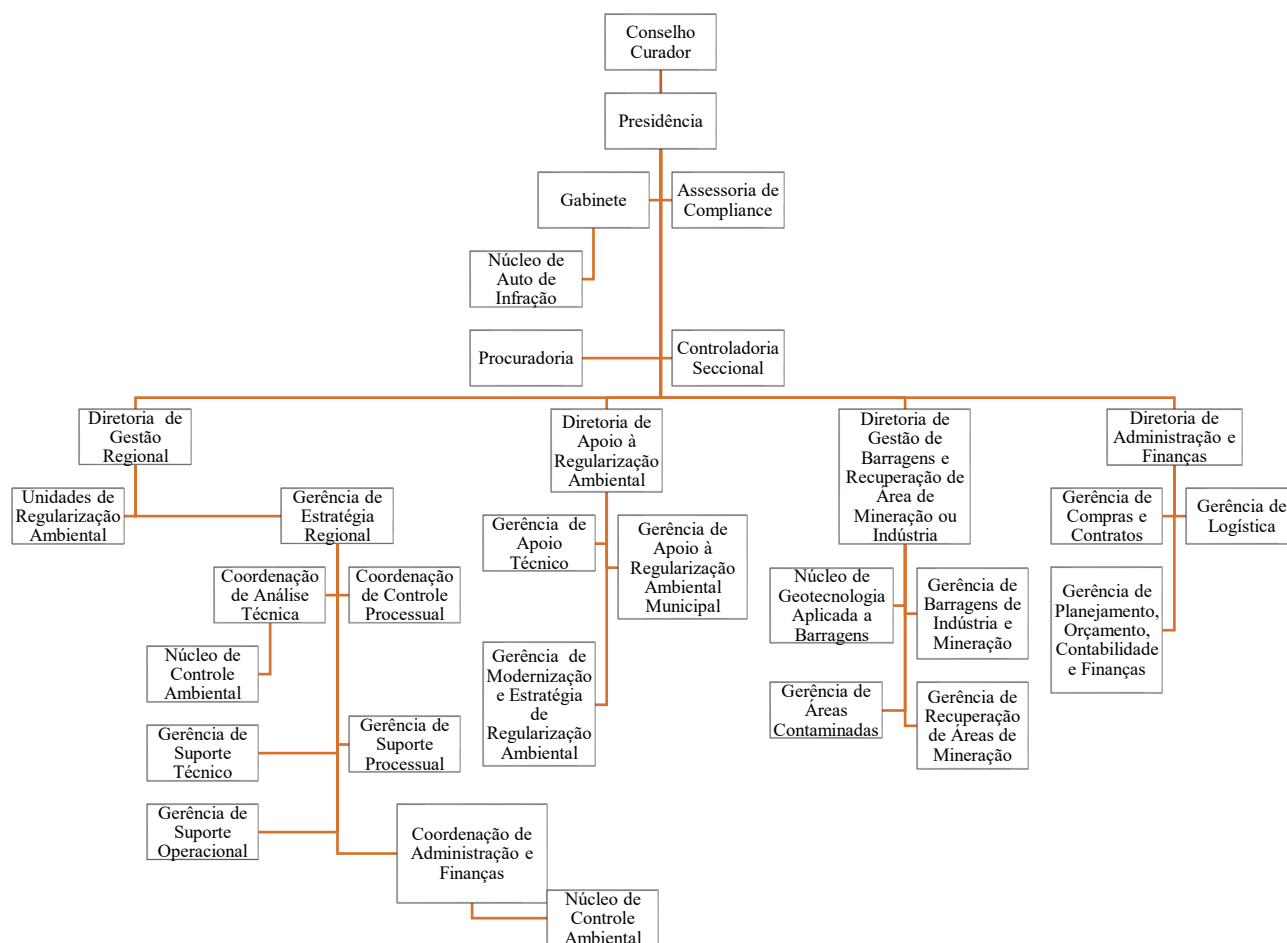 Conselho
Curador
Presidência
Gabinete
Assessoria de
Compliance
Núcleo de
Auto de
Infração
Procuradoria
Controladoria
Seccional
Diretoria de
Gestão
Regional
Diretoria de
Apoio à
Regularização
Ambiental
Diretoria de
Gestão de
Barragens e
Recuperação de
Área de
Mineração ou
Indústria
Diretoria de
Administração e
Finanças
Unidades de
Regularização
Ambiental
Gerência de
Estratégia
Regional
Coordenação
de Análise
Técnica
Coordenação
de Controle
Processual
Núcleo de
Controle
Ambiental
Gerência de
Suporte
Técnico
Gerência de
Suporte
Processual
Gerência de
Suporte
Operacional
Coordenação de
Administração e
Finanças
Núcleo de
Controle
Ambiental
Gerência de
Apoio
Técnico
Gerência de
Apoio à
Regularização
Ambiental
Municipal
Gerência de
Modernização
e Estratégia
de
Regularização
Ambiental
Núcleo de
Geotecnologia
Aplicada a
Barragens
Gerência de
Barragens de
Indústria e
Mineração
Gerência de
Áreas
Contaminadas
Gerência de
Recuperação
de Áreas de
Mineração
Gerência de
Compras e
Contratos
Gerência de
Logística
Gerência de
Planejamento,
Orçamento,
Contabilidade
e Finanças